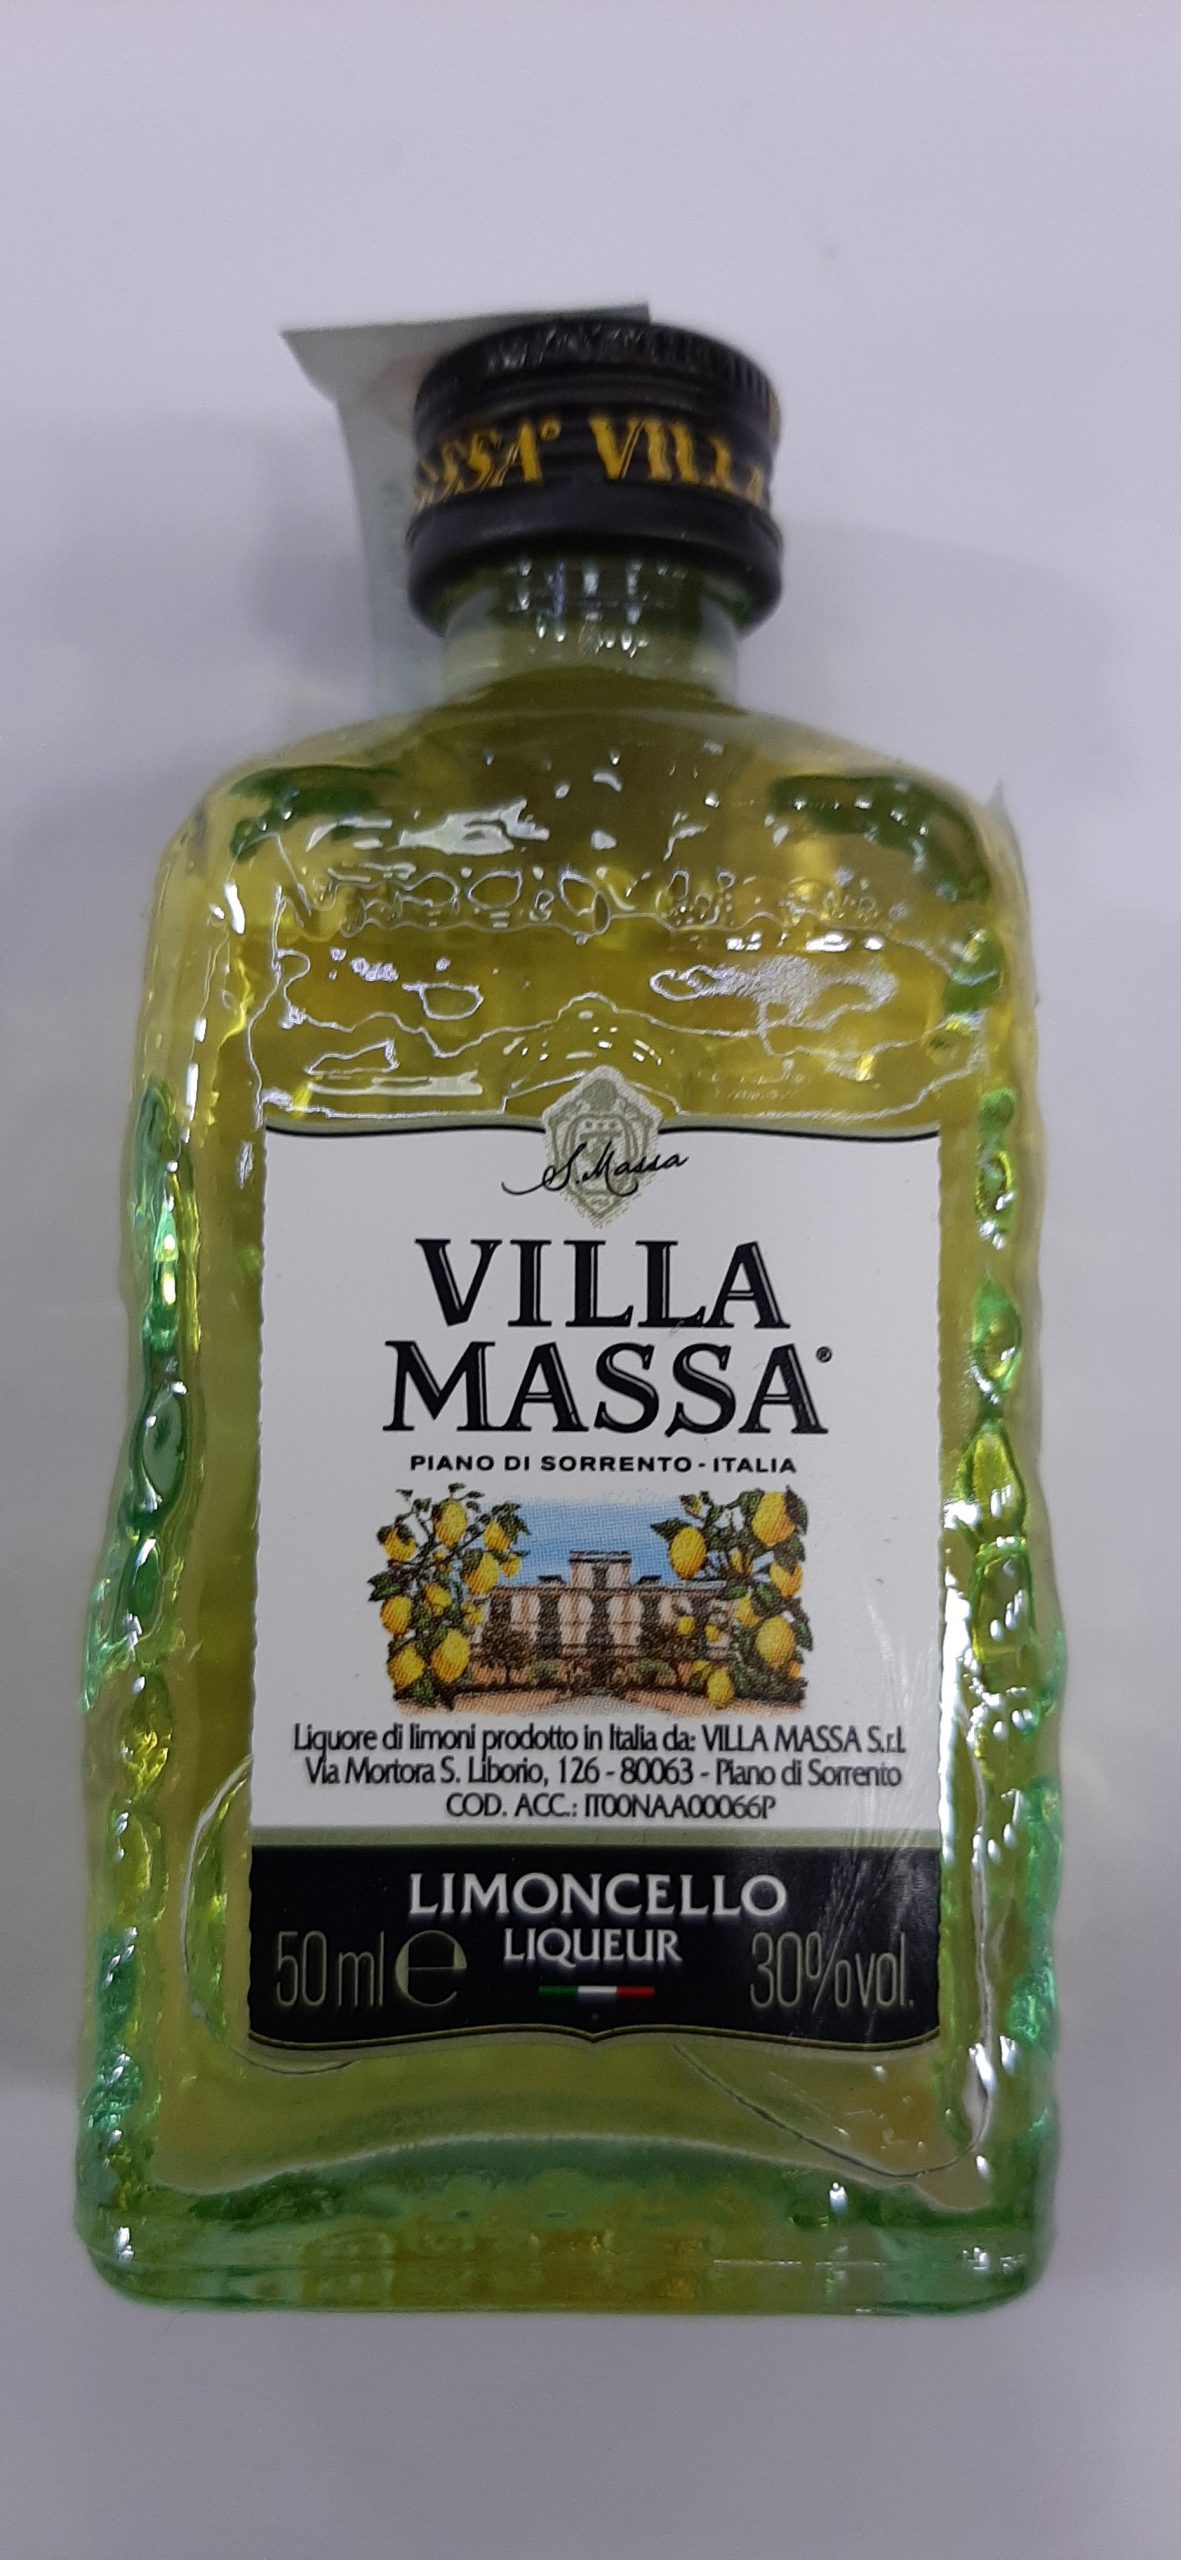 MASSA® VILLA
S. Massa
VILLA
MASSA®
PIANO DI SORRENTO - ITALIA
Liquore di limoni prodotto in Italia da: VILLA MASSA S.r.l.
Via Mortora S. Liborio, 126 - 80063 - Piano di Sorrento
COD. ACC.: IT00NAA00066P
LIMONCELLO
LIQUEUR
50 ml e
30% vol.